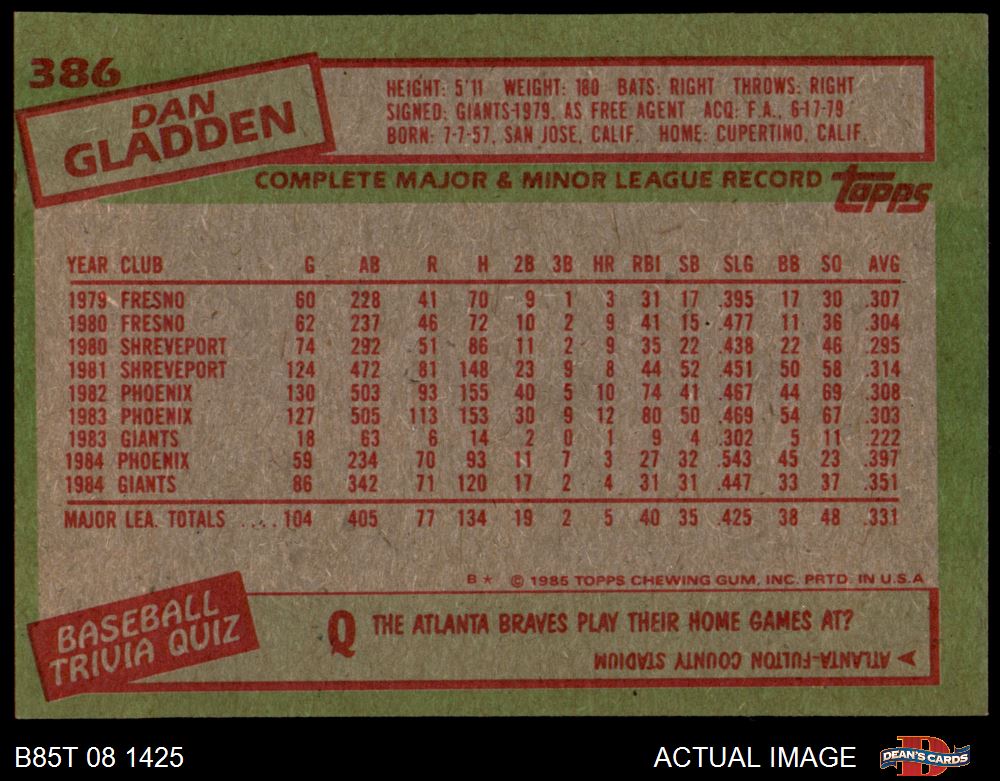 386
DAN
GLADDEN
HEIGHT: 5'11 WEIGHT: 180 BATS: RIGHT THROWS: RIGHT
SIGNED: GIANTS-1979, AS FREE AGENT ACQ: F.A., 6-17-79
BORN: 7-7-57, SAN JOSE, CALIF. HOME: CUPERTINO, CALIF.
COMPLETE MAJOR & MINOR LEAGUE RECORD topps
YEAR CLUB G AB R H 2B 3B HR RBI SB SLG BB SO AVG
1979 FRESNO 60 228 41 70 9 1 3 31 17 .395 17 30 .307
1980 FRESNO 62 237 46 72 10 2 9 41 15 .477 11 36 .304
1980 SHREVEPORT 74 292 51 86 11 2 9 35 22 .438 22 46 .295
1981 SHREVEPORT 124 472 81 148 23 9 8 44 52 .451 50 58 .314
1982 PHOENIX 130 503 93 155 40 5 10 74 41 .467 44 69 .308
1983 PHOENIX 127 505 113 153 30 9 12 80 50 .469 54 67 .303
1983 GIANTS 18 63 6 14 2 0 1 9 4 .302 5 11 .222
1984 PHOENIX 59 234 70 93 11 7 3 27 32 .543 45 23 .397
1984 GIANTS 86 342 71 120 17 2 4 31 31 .447 33 37 .351
MAJOR LEA. TOTALS .... 104 405 77 134 19 2 5 40 35 .425 38 48 .331
B* © 1985 TOPPS CHEWING GUM, INC. PRTD. IN U.S.A
BASEBALL
TRIVIA QUIZ
Q THE ATLANTA BRAVES PLAY THEIR HOME GAMES AT?
A ATLANTA-FULTON COUNTY STADIUM
B85T 08 1425
ACTUAL IMAGE
DEAN'S CARDS